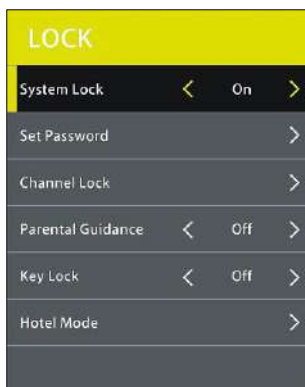 LOCK
System Lock < On >
Set Password >
Channel Lock >
Parental Guidance < Off >
Key Lock < Off >
Hotel Mode >